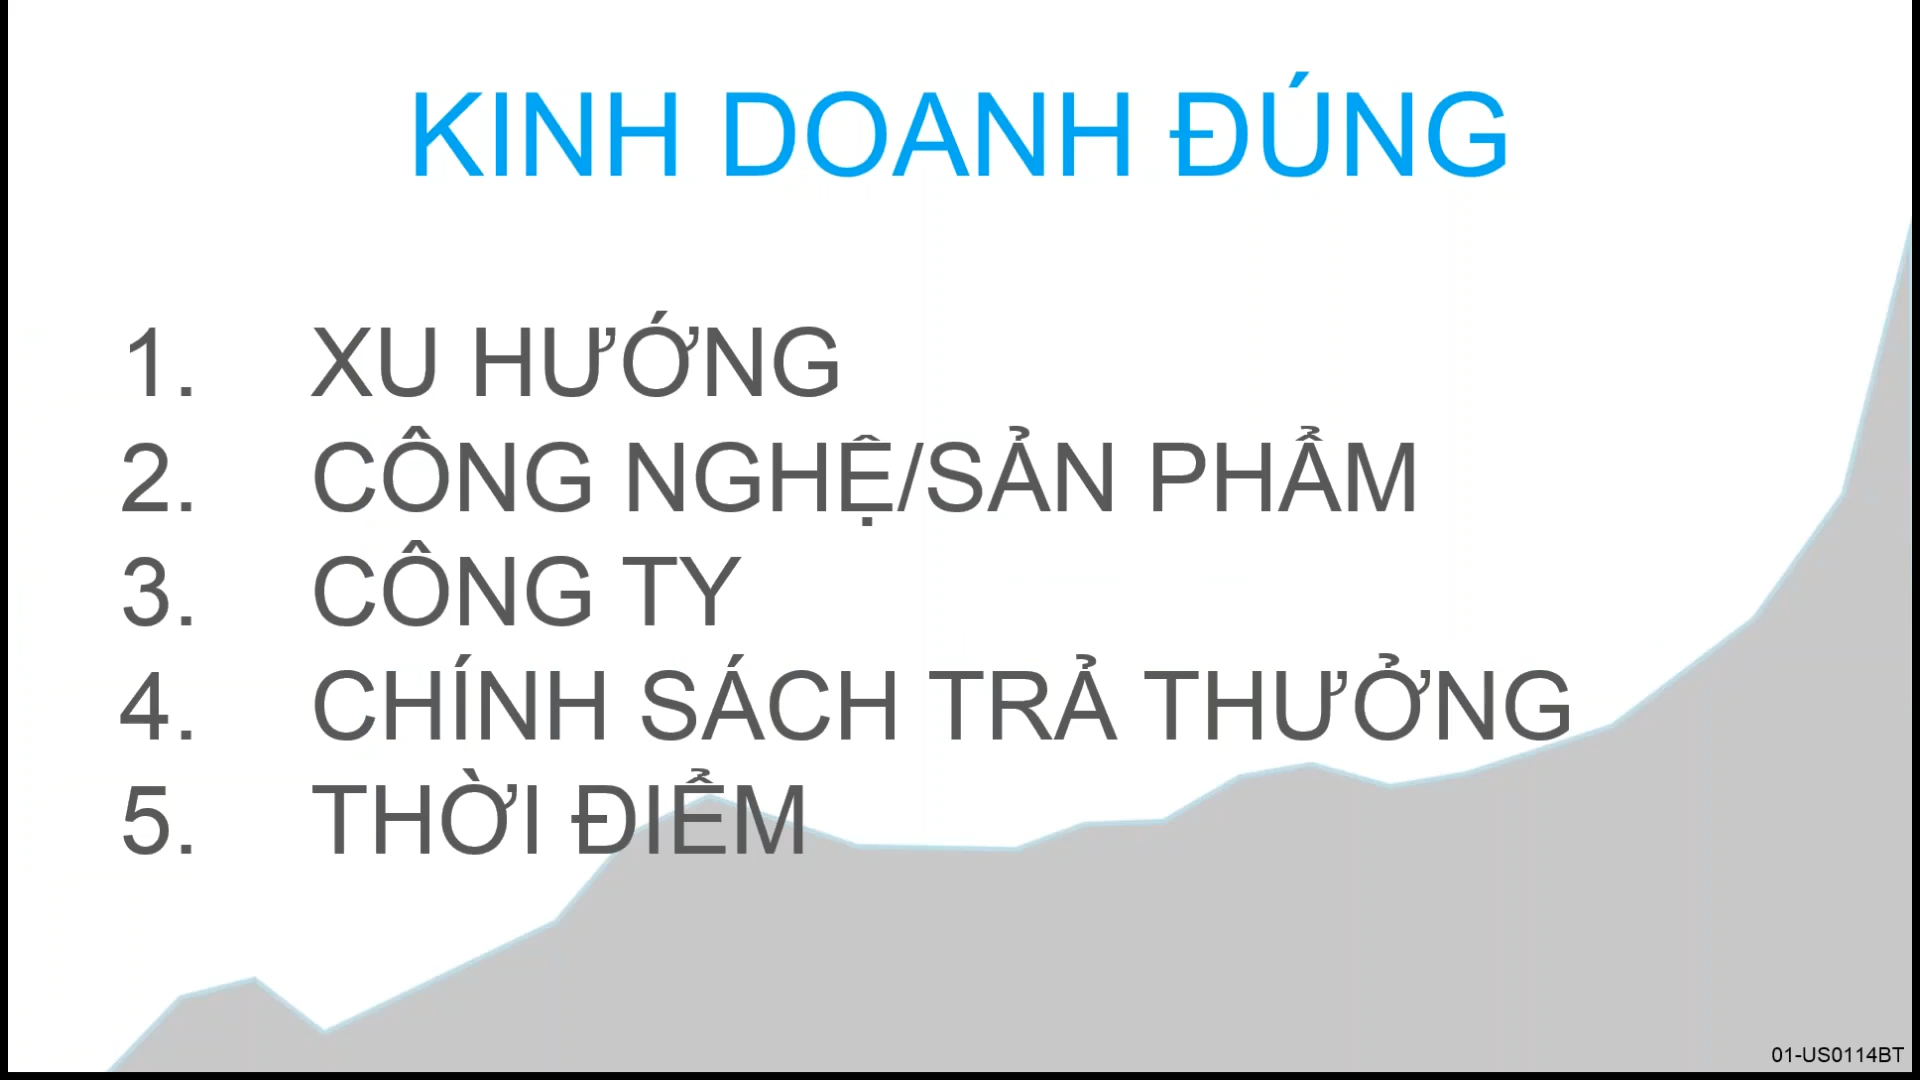 KINH DOANH ĐÚNG
1. XU HƯỚNG
2. CÔNG NGHỆ/SẢN PHẨM
3. CÔNG TY
4. CHÍNH SÁCH TRẢ THƯỞNG
5. THỜI ĐIỂM
01-US0114BT